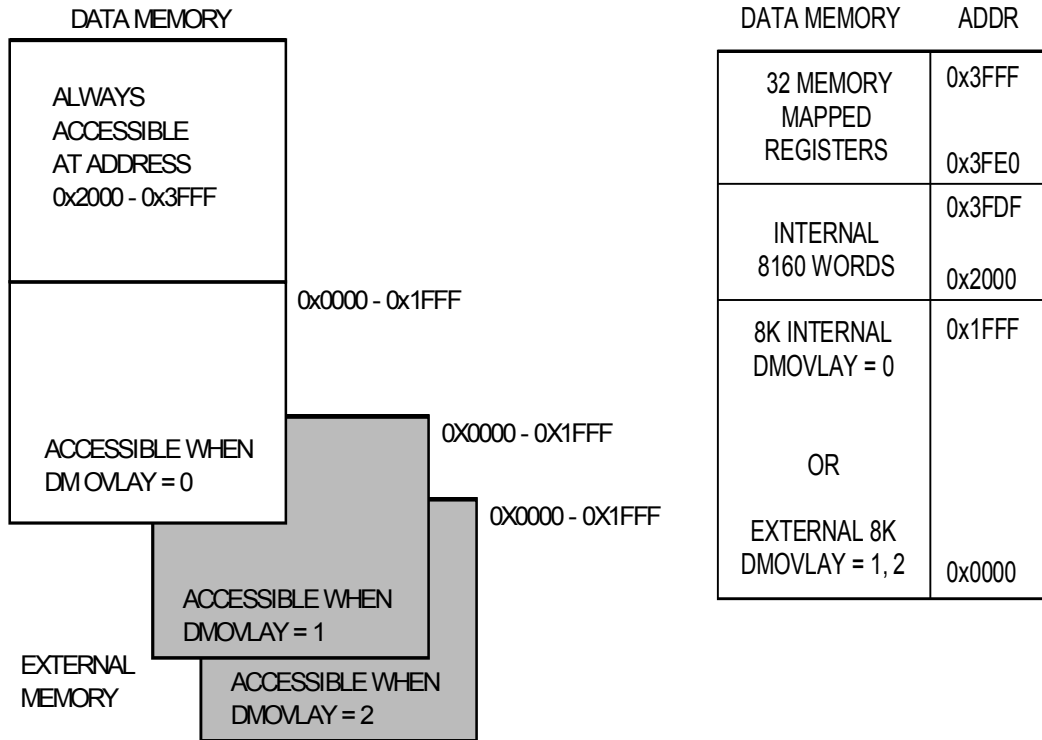 DATA MEMORY
ALWAYS
ACCESSIBLE
AT ADDRESS
0x2000 - 0x3FFF
0x0000 - 0x1FFF
ACCESSIBLE WHEN
DMOVLAY = 0
0X0000 - 0X1FFF
0X0000 - 0X1FFF
ACCESSIBLE WHEN
DMOVLAY = 1
EXTERNAL
MEMORY
ACCESSIBLE WHEN
DMOVLAY = 2
DATA MEMORY ADDR
32 MEMORY
MAPPED
REGISTERS
0x3FFF
0x3FE0
INTERNAL
8160 WORDS
0x3FDF
0x2000
8K INTERNAL
DMOVLAY = 0
OR
EXTERNAL 8K
DMOVLAY = 1, 2
0x1FFF
0x0000